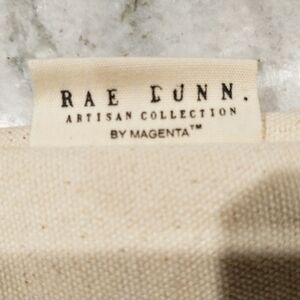 RAE DUNN.
ARTISAN COLLECTION
BY MAGENTA™